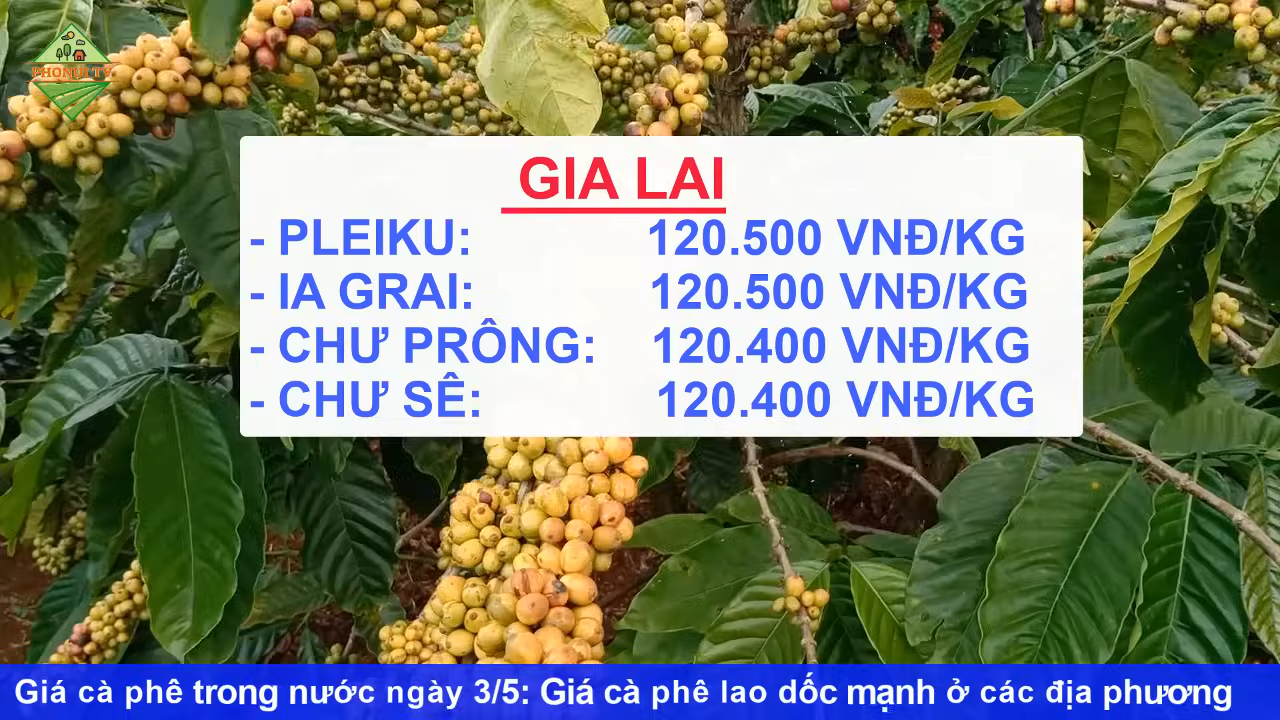 PHONUI TV
GIA LAI
- PLEIKU: 120.500 VNĐ/KG
- IA GRAI: 120.500 VNĐ/KG
- CHƯ PRÔNG: 120.400 VNĐ/KG
- CHƯ SÊ: 120.400 VNĐ/KG
Giá cà phê trong nước ngày 3/5: Giá cà phê lao dốc mạnh ở các địa phương